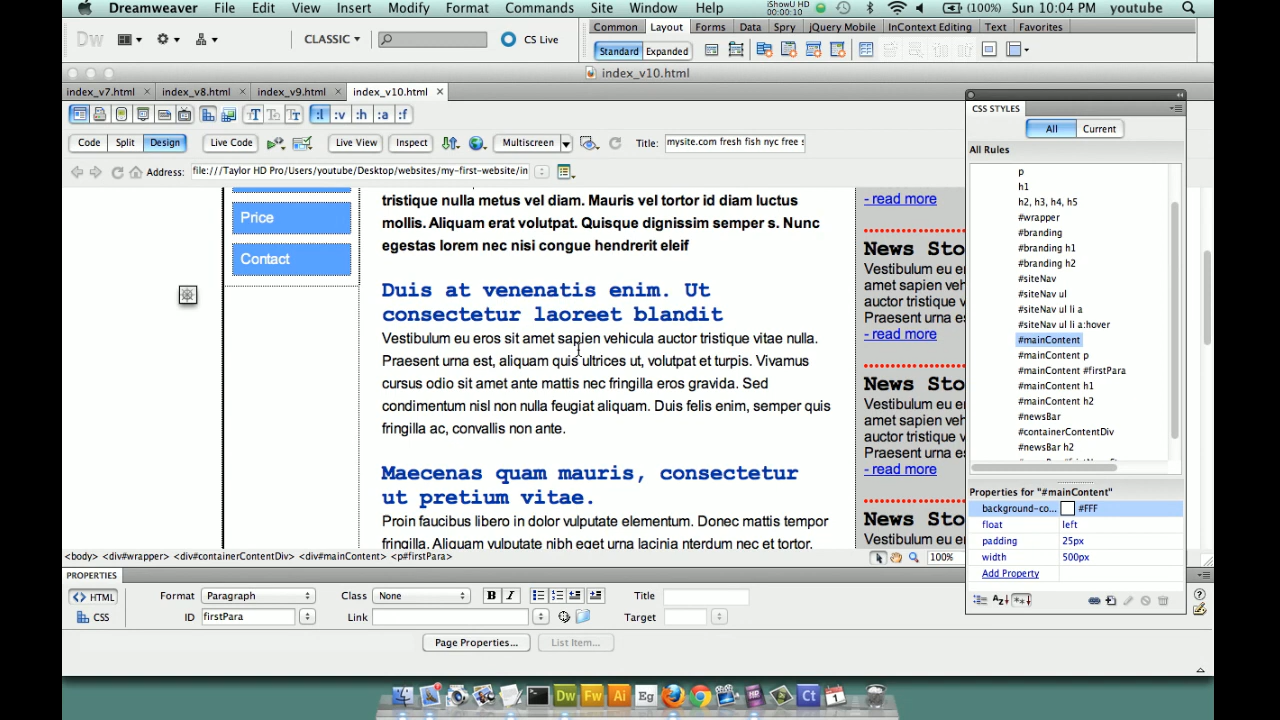 Dreamweaver File Edit View Insert Modify Format Commands Site Window Help iShowU HD 00:00:10 (100%) Sun 10:04 PM youtube
Dw CLASSIC CS Live
Common Layout Forms Data Spry jQuery Mobile InContext Editing Text Favorites
Standard Expanded
index_v10.html
index_v7.html × index_v8.html × index_v9.html × index_v10.html ×
Code Split Design Live Code Live View Inspect Multiscreen Title: mysite.com fresh fish nyc free s
Address: file:///Taylor HD Pro/Users/youtube/Desktop/websites/my-first-website/in
Price
Contact
tristique nulla metus vel diam. Mauris vel tortor id diam luctus
mollis. Aliquam erat volutpat. Quisque dignissim semper s. Nunc
egestas lorem nec nisi congue hendrerit eleif
Duis at venenatis enim. Ut
consectetur laoreet blandit
Vestibulum eu eros sit amet sapien vehicula auctor tristique vitae nulla.
Praesent urna est, aliquam quis ultrices ut, volutpat et turpis. Vivamus
cursus odio sit amet ante mattis nec fringilla eros gravida. Sed
condimentum nisl non nulla feugiat aliquam. Duis felis enim, semper quis
fringilla ac, convallis non ante.
Maecenas quam mauris, consectetur
ut pretium vitae.
Proin faucibus libero in dolor vulputate elementum. Donec mattis tempor
fringilla. Aliquam vulputate nibh eget urna lacinia nterdum nec et tortor.
- read more
News Sto
Vestibulum eu er
amet sapien veh
auctor tristique v
Praesent urna es
- read more
News Sto
Vestibulum eu er
amet sapien veh
auctor tristique v
Praesent urna es
- read more
News Sto
Vestibulum eu er
CSS STYLES
All Current
All Rules
p
h1
h2, h3, h4, h5
#wrapper
#branding
#branding h1
#branding h2
#siteNav
#siteNav ul
#siteNav ul li a
#siteNav ul li a:hover
#mainContent
#mainContent p
#mainContent #firstPara
#mainContent h1
#mainContent h2
#newsBar
#containerContentDiv
#newsBar h2
Properties for "#mainContent"
background-co... #FFF
float left
padding 25px
width 500px
Add Property
<body> <div#wrapper> <div#containerContentDiv> <div#mainContent> <p#firstPara> 100%
PROPERTIES
HTML Format Paragraph Class None B I Title
CSS ID firstPara Link Target
Page Properties... List Item...
Dw Fw Ai Eg HP Ct 1